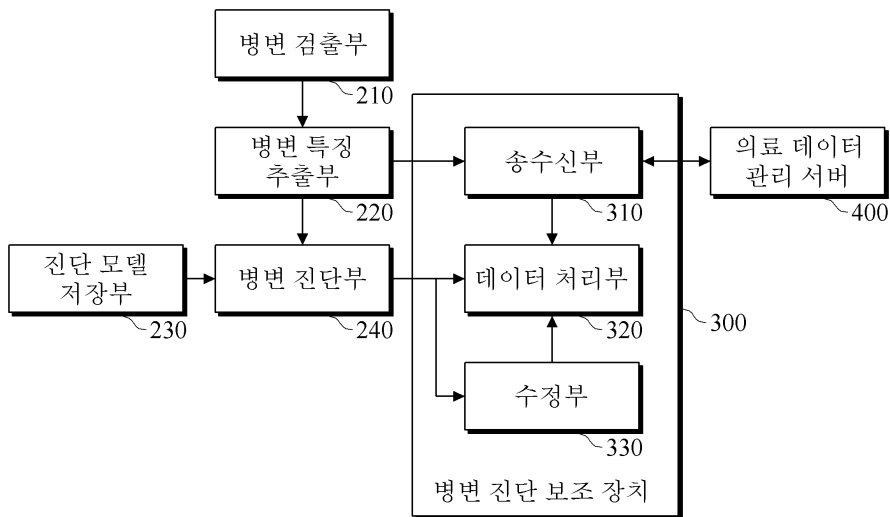 병변 검출부
210
병변 특징
추출부
220
송수신부
310
의료 데이터
관리 서버
400
진단 모델
저장부
230
병변 진단부
240
데이터 처리부
320
300
수정부
330
병변 진단 보조 장치